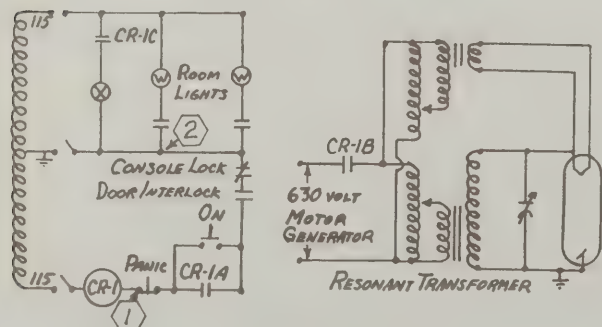 115
CR-1C
ROOM
LIGHTS
2
CONSOLE LOCK
DOOR INTERLOCK
ON
PANIC
CR-1A
115
CR-1
1
CR-1B
630 VOLT
MOTOR
GENERATOR
RESONANT TRANSFORMER
W
W